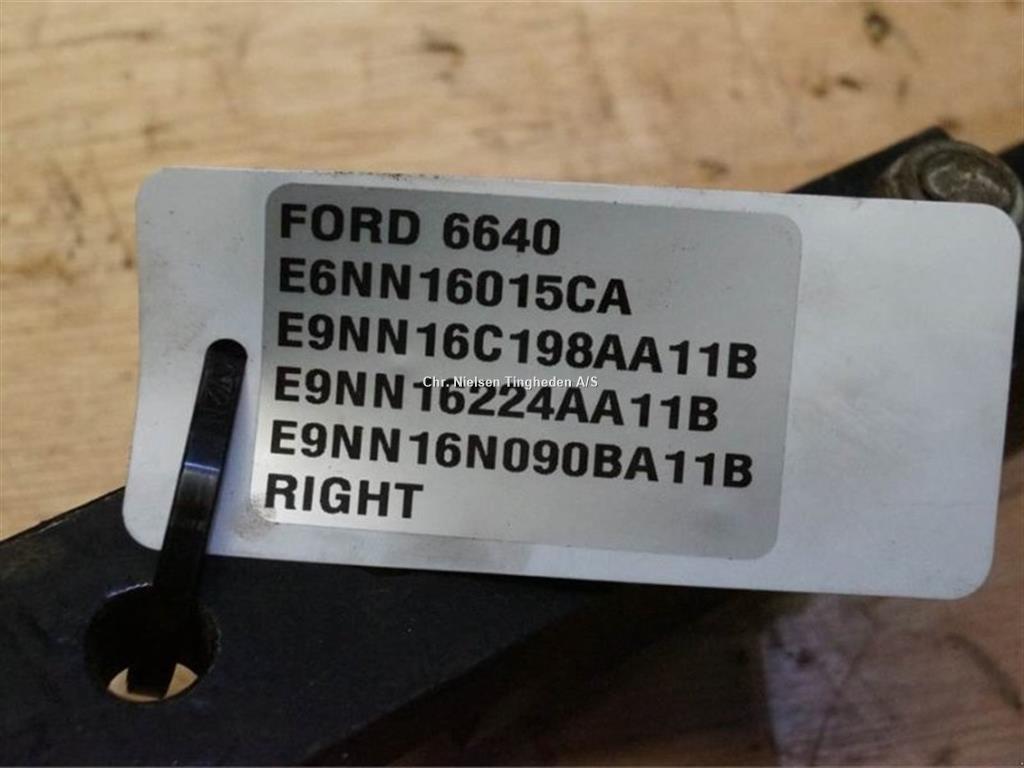 FORD 6640
E6NN16015CA
E9NN16C198AA11B
Chr. Nielsen Tingheden A/S
E9NN16224AA11B
E9NN16N090BA11B
RIGHT